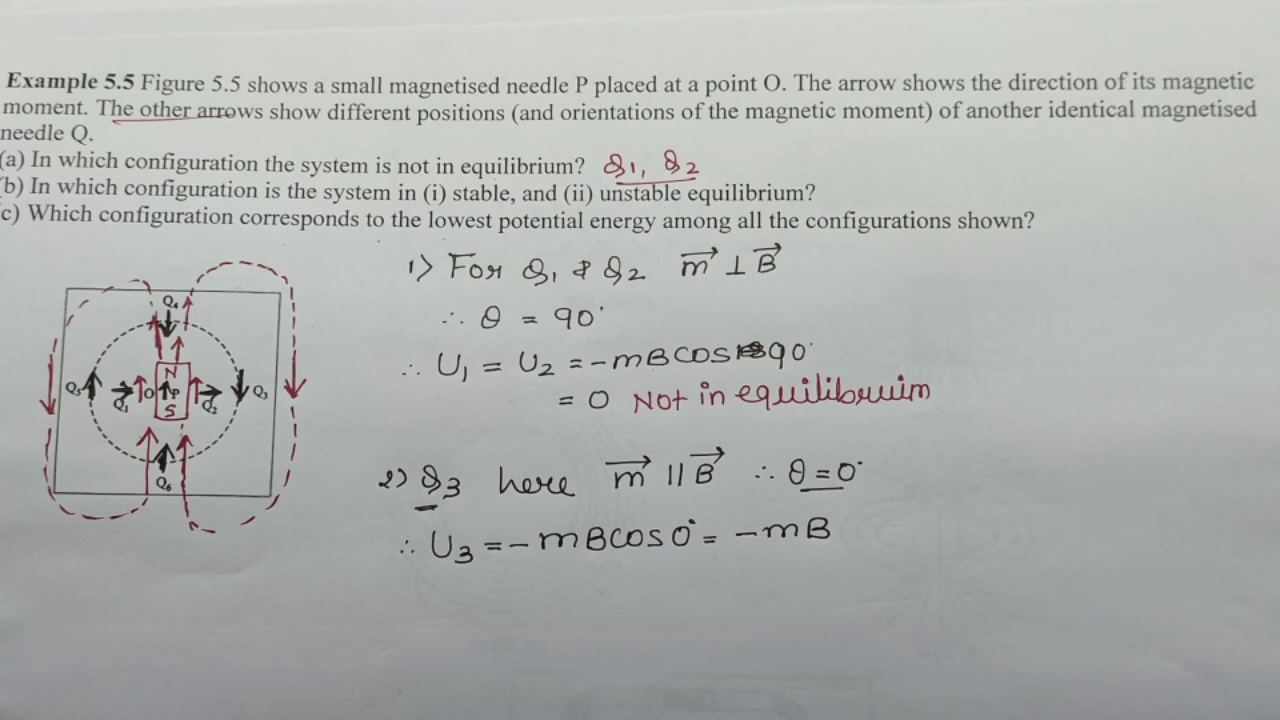 Example 5.5 Figure 5.5 shows a small magnetised needle P placed at a point O. The arrow shows the direction of its magnetic
moment. The other arrows show different positions (and orientations of the magnetic moment) of another identical magnetised
needle Q.
(a) In which configuration the system is not in equilibrium? Q1, Q2
(b) In which configuration is the system in (i) stable, and (ii) unstable equilibrium?
(c) Which configuration corresponds to the lowest potential energy among all the configurations shown?
1) For Q1 & Q2 m⃗ ⊥ B⃗
∴ θ = 90°
∴ U1 = U2 = -mBcos 90°
= 0 Not in equilibruim
2) Q3 here m⃗ || B⃗ ∴ θ = 0°
∴ U3 = - mBcos0° = -mB
Q4
N
Q5 Q1 O P Q2 Q3
S
Q6